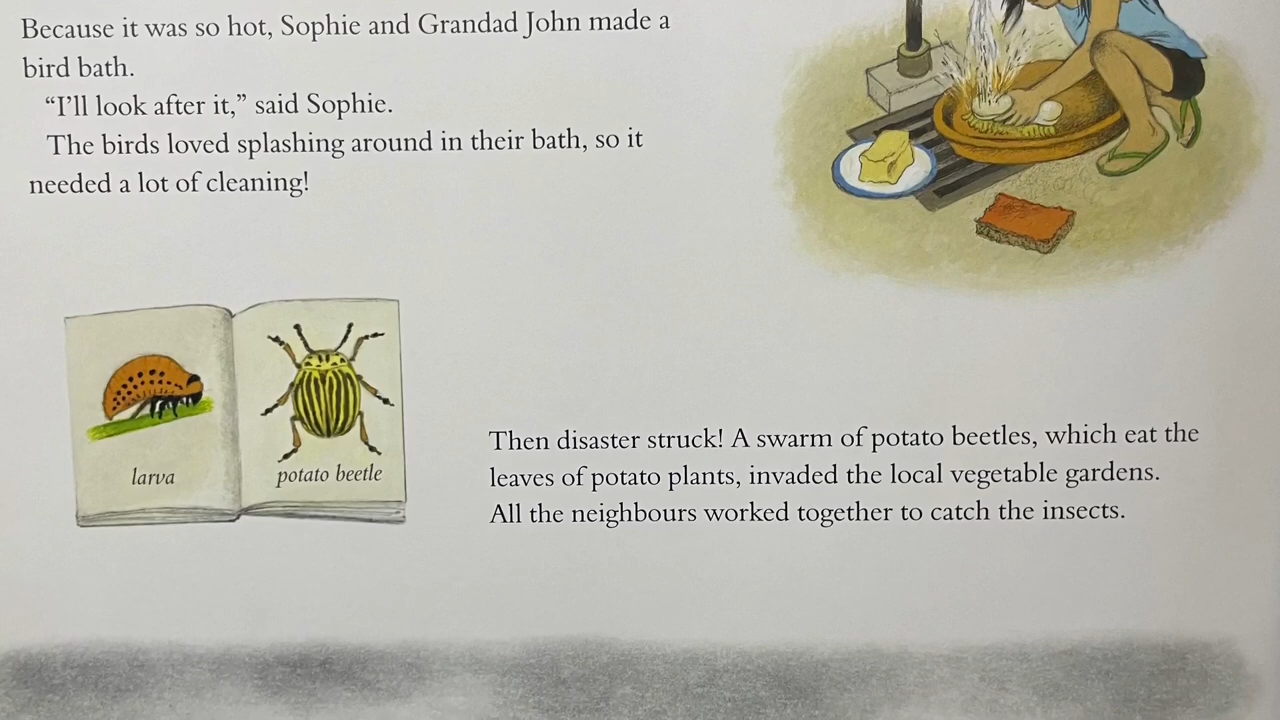 Because it was so hot, Sophie and Grandad John made a
bird bath.
“I’ll look after it,” said Sophie.
The birds loved splashing around in their bath, so it
needed a lot of cleaning!
larva
potato beetle
Then disaster struck! A swarm of potato beetles, which eat the
leaves of potato plants, invaded the local vegetable gardens.
All the neighbours worked together to catch the insects.